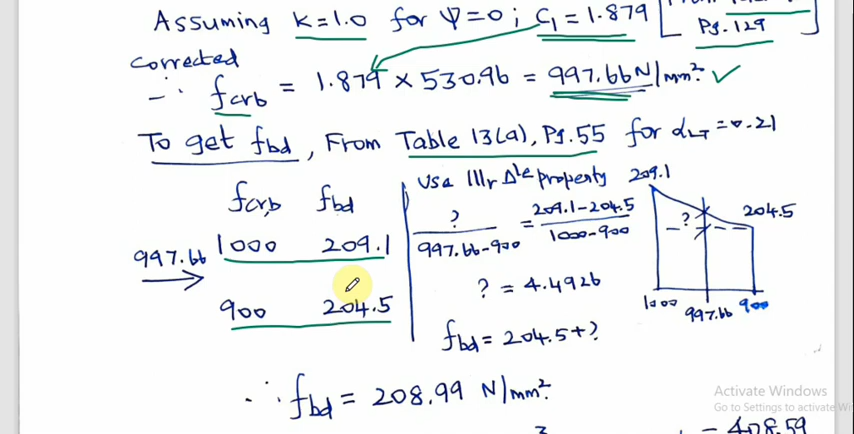 Assuming K=1.0 for Ψ=0 ; C₁ = 1.879 [
Pg. 129 ]
corrected
∴ fcrb = 1.879 × 530.96 = 997.66 N/mm² ✓
To get fbd, From Table 13(a), Pg. 55 for αLT = 0.21
fcrb fbd
997.66 →
1000 209.1
900 204.5
Use lllr Δle property
?/(997.66-900) = (209.1-204.5)/(1000-900)
? = 4.4926
fbd = 204.5 + ?
209.1
?
204.5
1000 997.66 900
∴ fbd = 208.99 N/mm²
Activate Windows
Go to Settings to activate Wi
= 408.59